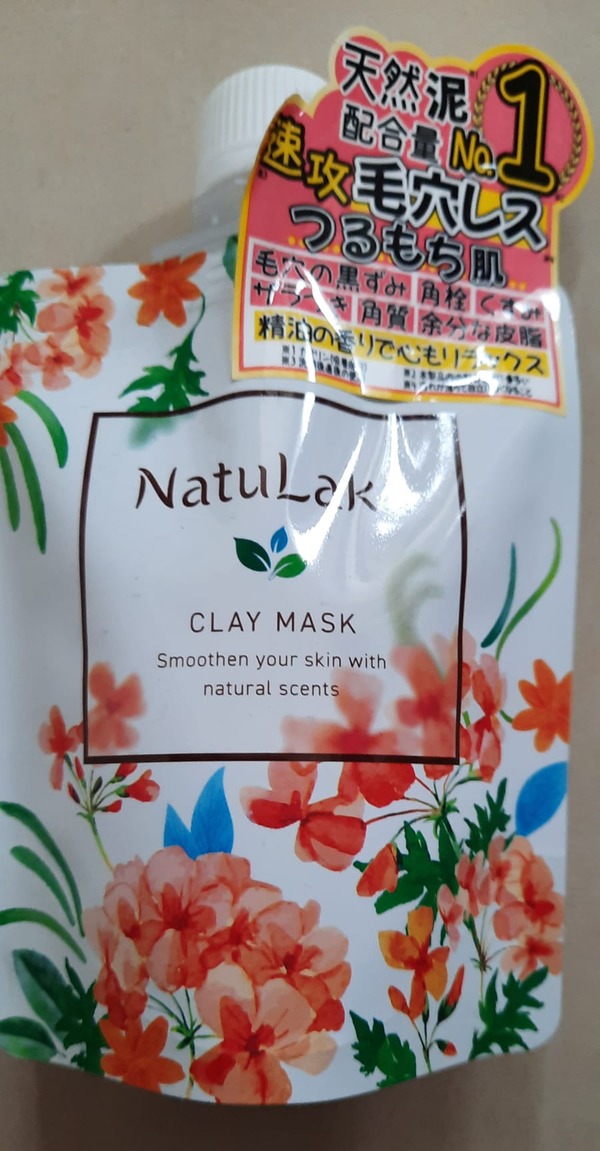 天然泥
配合量 No.1
速攻毛穴レス
つるもち肌
毛穴の黒ずみ 角栓 くすみ
ザラつき 角質 余分な皮脂
精油の香りで心もリラックス
NatuLak
CLAY MASK
Smoothen your skin with
natural scents